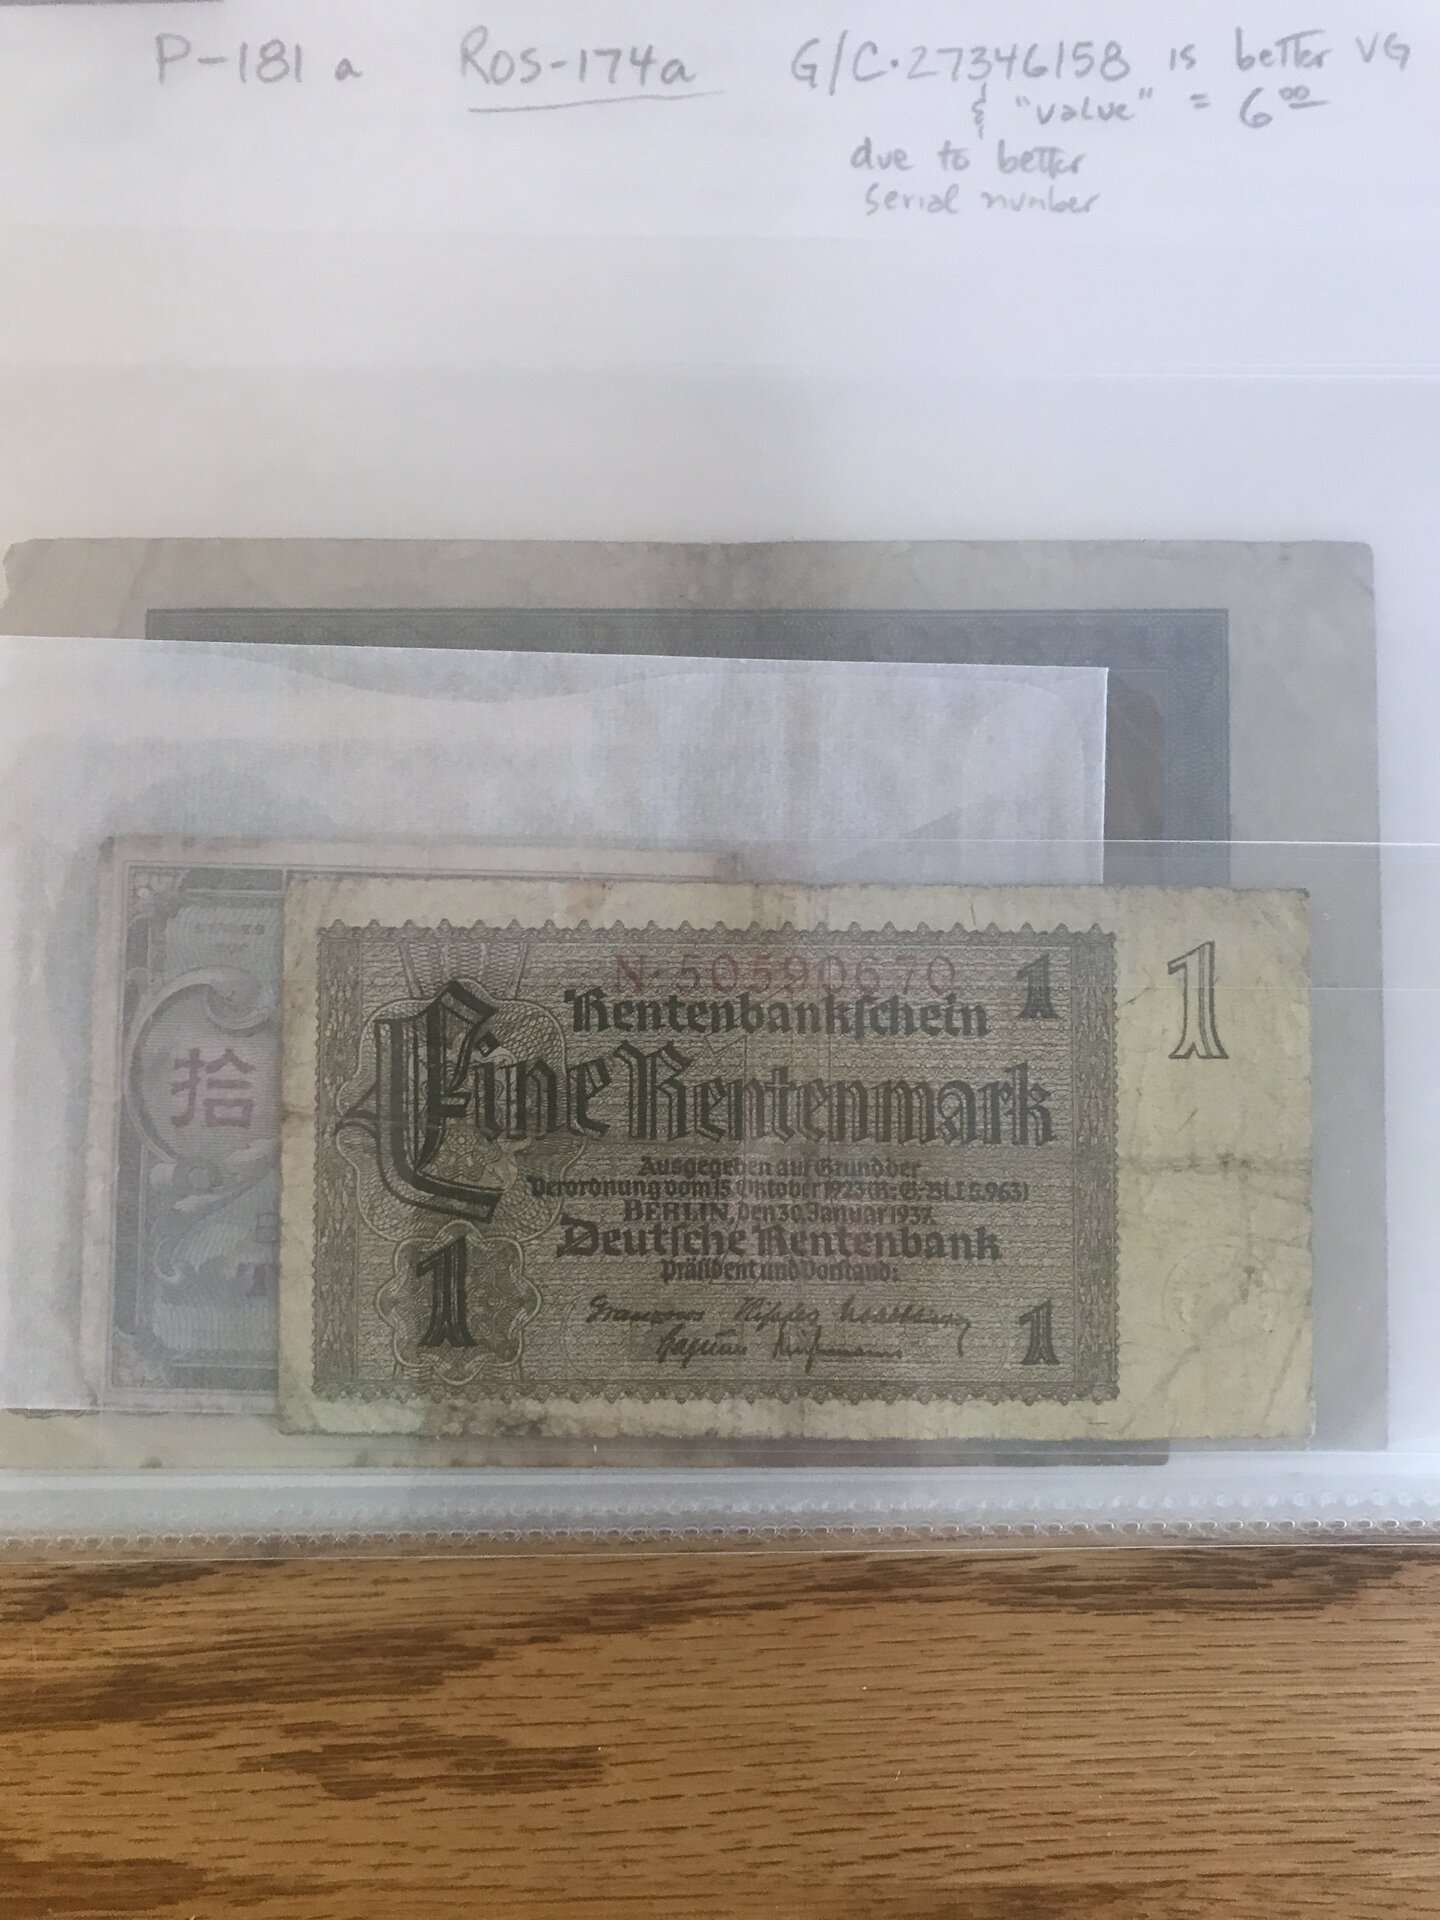 P-181 a Ros-174a G/C·27346158 is better VG
& "value" = 6 00
due to better
serial number
N·50590670
Rentenbankschein
1
1
Eine Rentenmark
Ausgegeben auf Grund der
Verordnung vom 15. Oktober 1923 (R.-G.-Bl. I S. 963)
BERLIN, den 30. Januar 1937.
Deutsche Rentenbank
Präsident und Vorstand:
1
1
拾